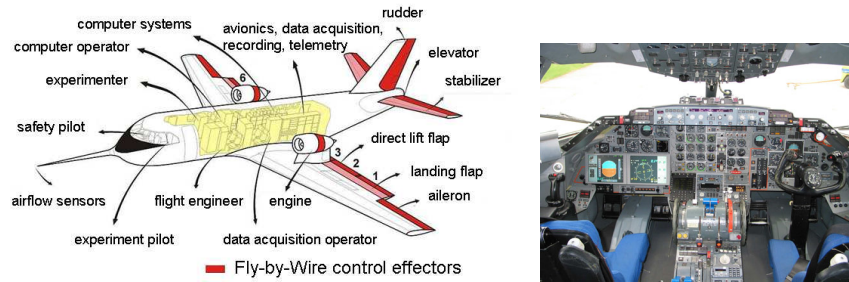 computer systems
computer operator
experimenter
safety pilot
airflow sensors
experiment pilot
flight engineer
data acquisition operator
engine
avionics, data acquisition,
recording, telemetry
rudder
elevator
stabilizer
direct lift flap
landing flap
aileron
6
3
2
1
Fly-by-Wire control effectors